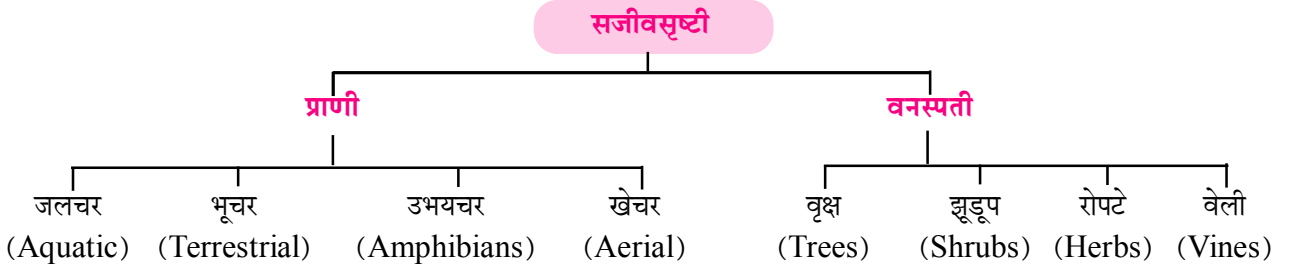 सजीवसृष्टी
प्राणी वनस्पती
जलचर भूचर उभयचर खेचर वृक्ष झूडूप रोपटे वेली
(Aquatic) (Terrestrial) (Amphibians) (Aerial) (Trees) (Shrubs) (Herbs) (Vines)